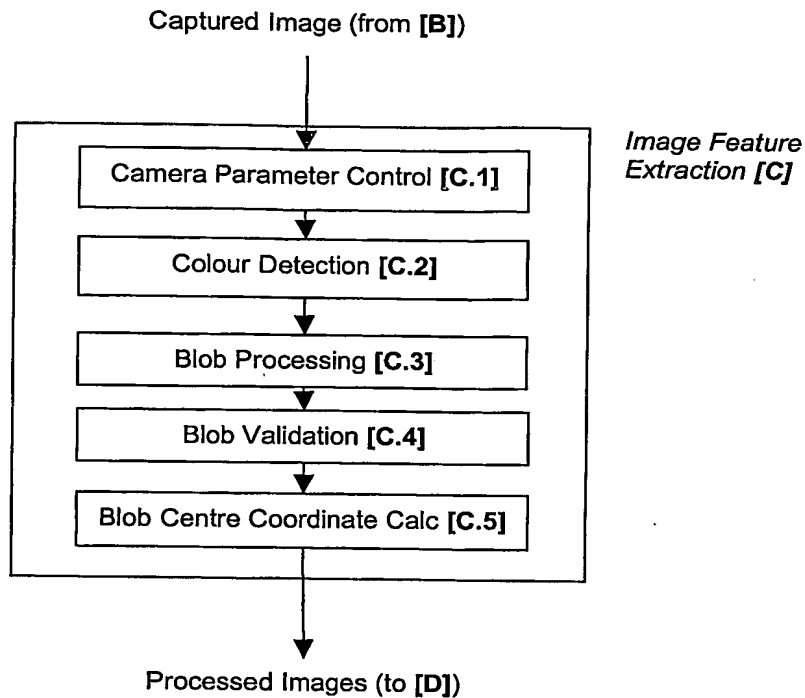 Captured Image (from [B])
Image Feature
Extraction [C]
Camera Parameter Control [C.1]
Colour Detection [C.2]
Blob Processing [C.3]
Blob Validation [C.4]
Blob Centre Coordinate Calc [C.5]
Processed Images (to [D])